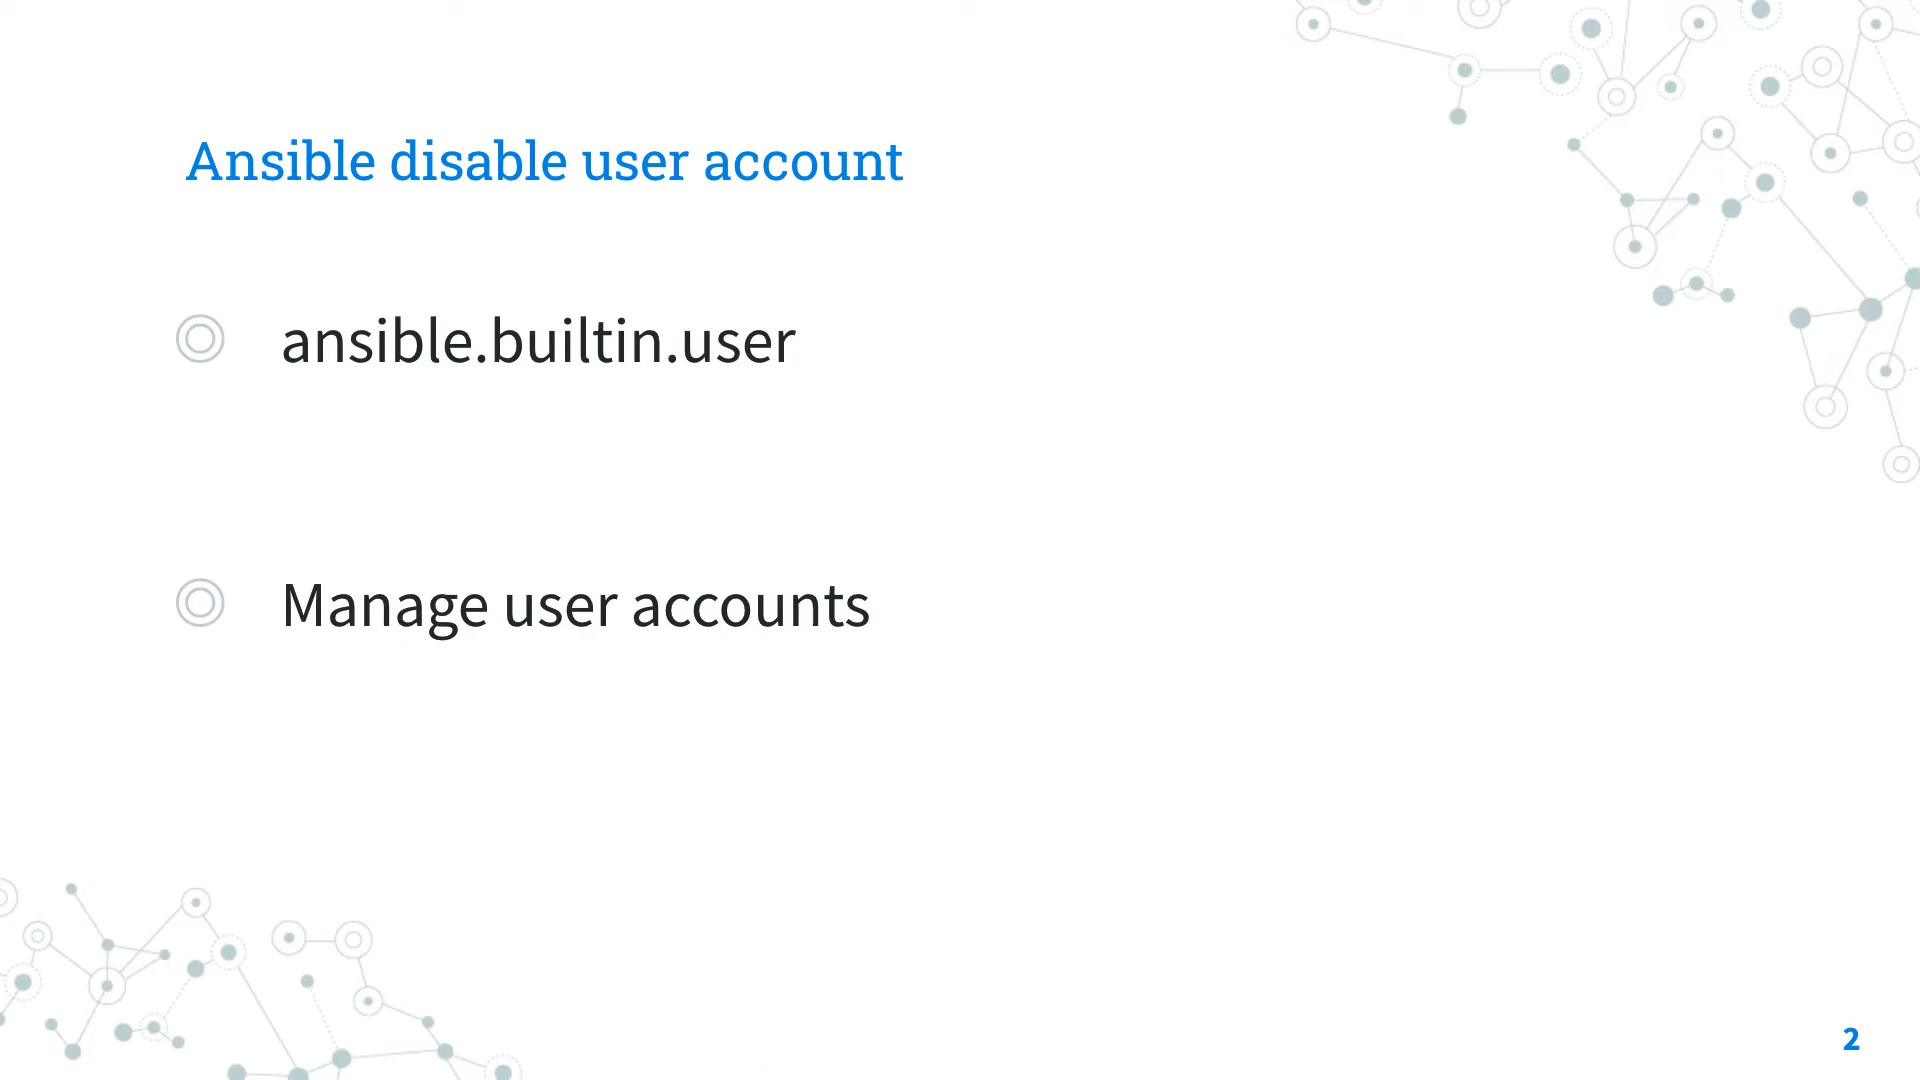 Ansible disable user account
ansible.builtin.user
Manage user accounts
2